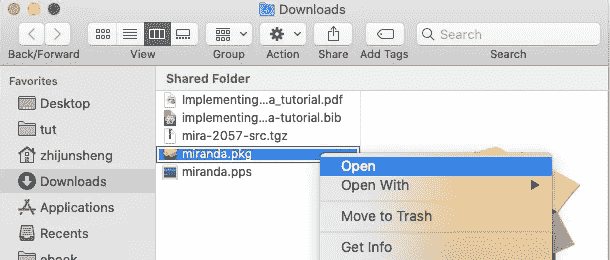 Downloads
Back/Forward View Group Action Share Add Tags Search
Search
Favorites
Desktop
tut
zhijunsheng
Downloads
Applications
Recents
ebook
Shared Folder
Implementing...a_tutorial.pdf
implementing...a-tutorial.bib
mira-2057-src.tgz
miranda.pkg
miranda.pps
Open
Open With
Move to Trash
Get Info